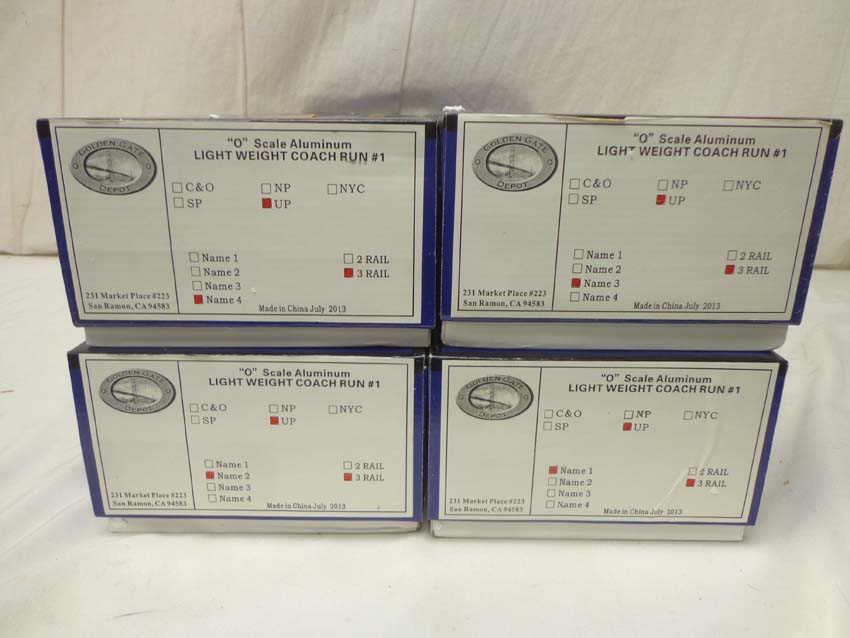 GOLDEN GATE
DEPOT
"O" Scale Aluminum
LIGHT WEIGHT COACH RUN #1
C&O NP NYC
SP UP
Name 1 2 RAIL
Name 2 3 RAIL
Name 3
Name 4
231 Market Place #223
San Ramon, CA 94583
Made in China July 2013
GOLDEN GATE
DEPOT
"O" Scale Aluminum
LIGHT WEIGHT COACH RUN #1
C&O NP NYC
SP UP
Name 1 2 RAIL
Name 2 3 RAIL
Name 3
Name 4
231 Market Place #223
San Ramon, CA 94583
Made in China July 2013
GOLDEN GATE
DEPOT
"O" Scale Aluminum
LIGHT WEIGHT COACH RUN #1
C&O NP NYC
SP UP
Name 1 2 RAIL
Name 2 3 RAIL
Name 3
Name 4
231 Market Place #223
San Ramon, CA 94583
Made in China July 2013
GOLDEN GATE
DEPOT
"O" Scale Aluminum
LIGHT WEIGHT COACH RUN #1
C&O NP NYC
SP UP
Name 1 2 RAIL
Name 2 3 RAIL
Name 3
Name 4
231 Market Place #223
San Ramon, CA 94583
Made in China July 2013